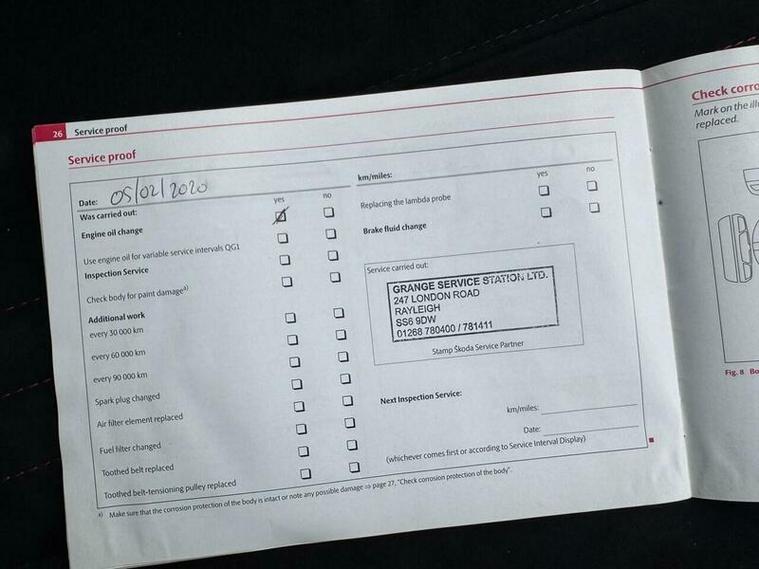 26 Service proof
Service proof
Date: 05/02/2020
km/miles:
Was carried out: yes no
yes no
Engine oil change
Use engine oil for variable service intervals QG1
Inspection Service
Check body for paint damage a)
Additional work
every 30 000 km
every 60 000 km
every 90 000 km
Spark plug changed
Air filter element replaced
Fuel filter changed
Toothed belt replaced
Toothed belt-tensioning pulley replaced
Replacing the lambda probe
Brake fluid change
Service carried out:
GRANGE SERVICE STATION LTD.
247 LONDON ROAD
RAYLEIGH
SS6 9DW
01268 780400 / 781411
Stamp Škoda Service Partner
Next Inspection Service:
km/miles:
Date:
(whichever comes first or according to Service Interval Display)
a) Make sure that the corrosion protection of the body is intact or note any possible damage ⇒ page 27, "Check corrosion protection of the body".
Check corro
Mark on the ill
replaced.
Fig. 8 Bo